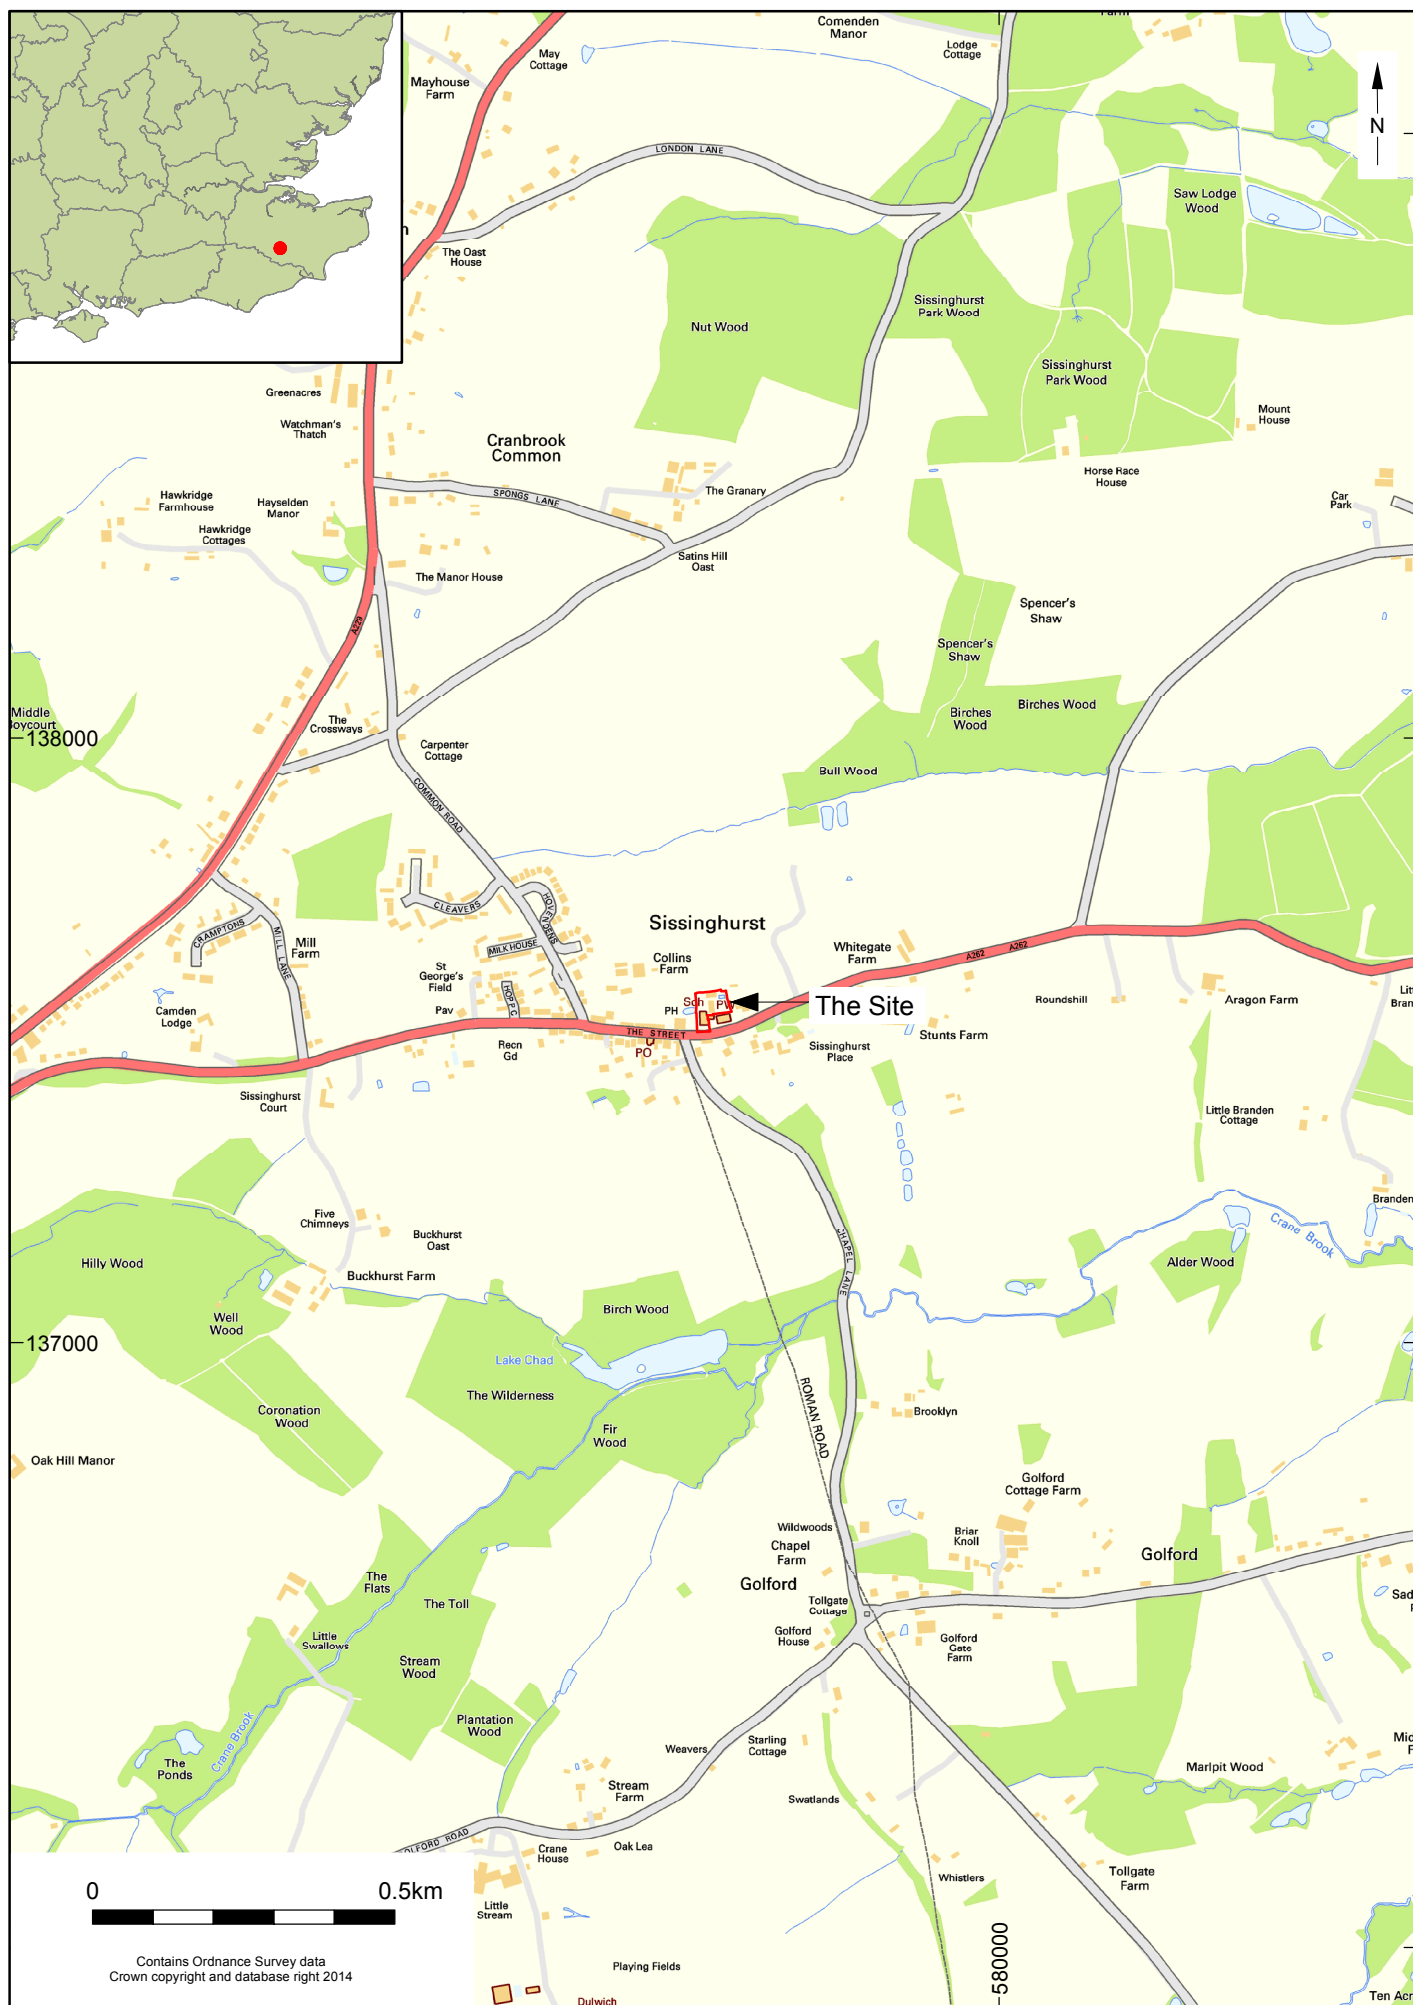 Comenden
Manor
Farm
May
Cottage
Lodge
Cottage
Mayhouse
Farm
N
LONDON LANE
Saw Lodge
Wood
The Oast
House
Sissinghurst
Park Wood
Nut Wood
Sissinghurst
Park Wood
Greenacres
Mount
House
Watchman's
Thatch
Cranbrook
Common
Horse Race
House
The Granary
SPONGS LANE
Hawkridge
Farmhouse
Hayselden
Manor
Car
Park
Hawkridge
Cottages
Satins Hill
Oast
The Manor House
Spencer's
Shaw
A229
Spencer's
Shaw
Birches Wood
Middle
Boycourt
The
Crossways
Birches
Wood
138000
Carpenter
Cottage
Bull Wood
COMMON ROAD
CLEAVERS
HOVENDENS
Sissinghurst
CRAMPTONS
MILL LANE
Mill
Farm
MILK HOUSE
Whitegate
Farm
A262
A262
Collins
Farm
St
George's
Field
HOPP C
Sch
PW
The Site
Camden
Lodge
Pav
PH
Roundshill
Aragon Farm
Lit
Bran
THE STREET
Stunts Farm
Recn
Gd
PO
Sissinghurst
Place
Sissinghurst
Court
Little Branden
Cottage
Branden
Five
Chimneys
Buckhurst
Oast
Crane Brook
CHAPEL LANE
Hilly Wood
Buckhurst Farm
Alder Wood
Birch Wood
Well
Wood
137000
Lake Chad
The Wilderness
Coronation
Wood
ROMAN ROAD
Brooklyn
Fir
Wood
Oak Hill Manor
Golford
Cottage Farm
Wildwoods
Briar
Knoll
Chapel
Farm
Golford
The
Flats
Golford
The Toll
Tollgate
Cottage
Sad
Little
Swallows
Golford
House
Golford
Gate
Farm
Stream
Wood
Plantation
Wood
Crane Brook
Weavers
Starling
Cottage
Mid
F
The
Ponds
Marlpit Wood
Stream
Farm
Swatlands
OLFORD ROAD
Crane
House
Oak Lea
Tollgate
Farm
Whistlers
0
0.5km
Little
Stream
580000
Contains Ordnance Survey data
Crown copyright and database right 2014
Playing Fields
Dulwich
Ten Acr